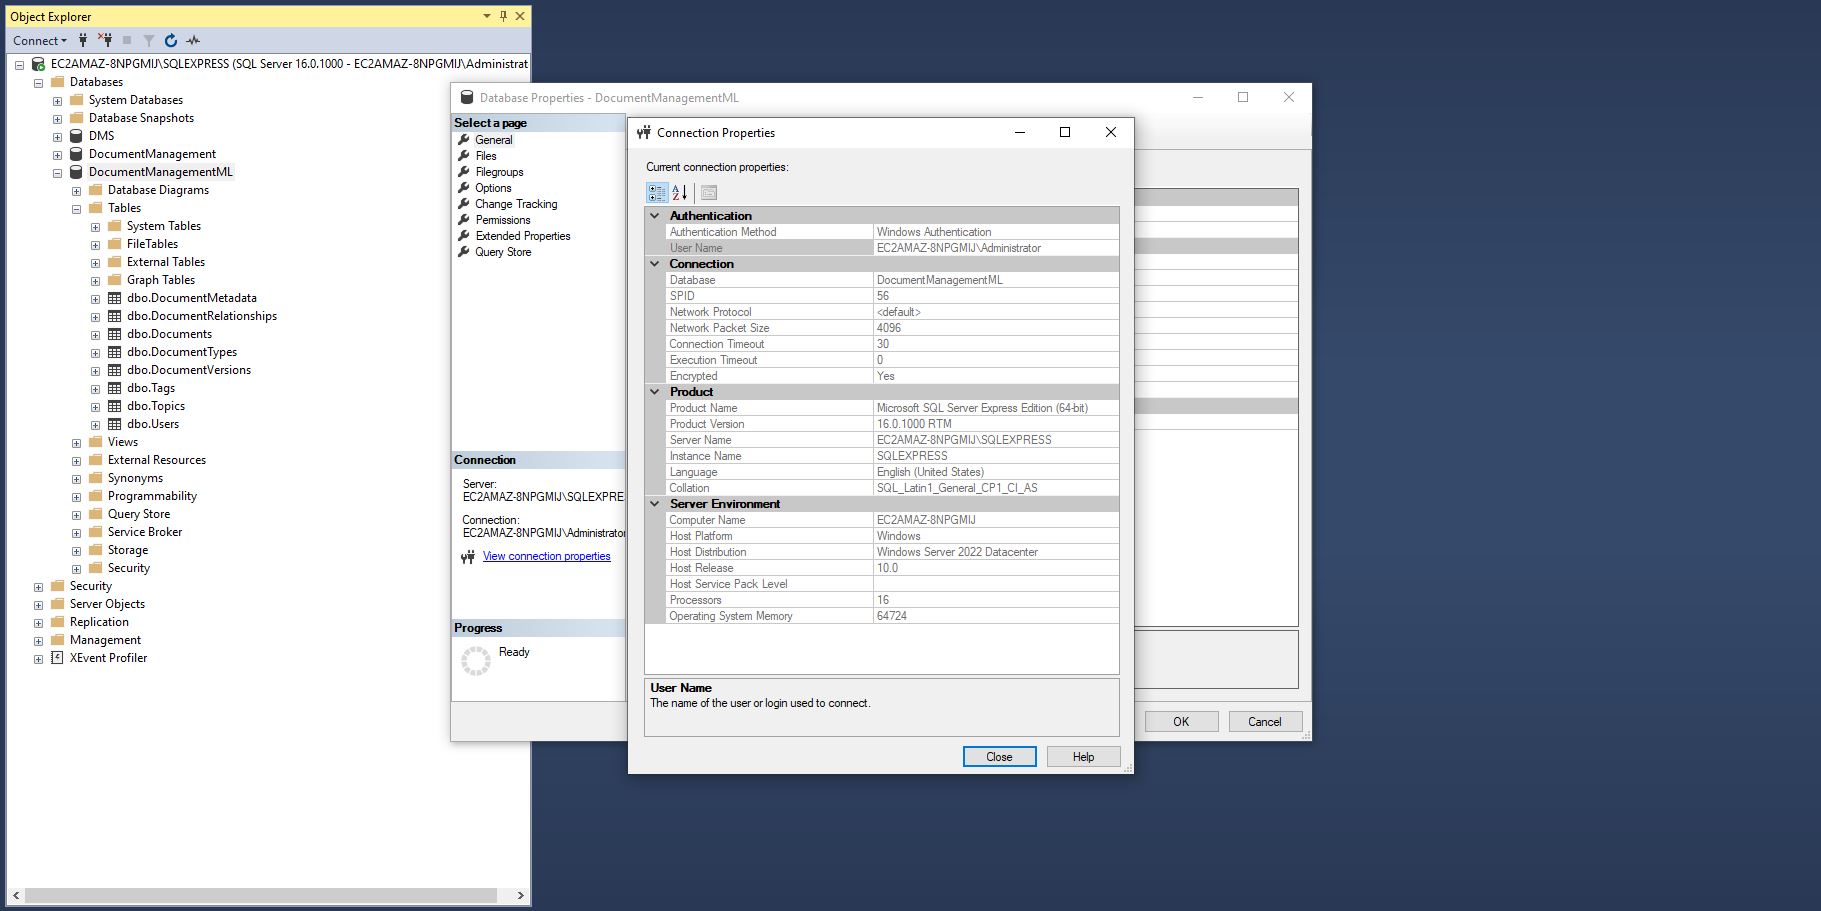 Object Explorer
Connect
EC2AMAZ-8NPGMIJ\SQLEXPRESS (SQL Server 16.0.1000 - EC2AMAZ-8NPGMIJ\Administrat
Databases
System Databases
Database Snapshots
DMS
DocumentManagement
DocumentManagementML
Database Diagrams
Tables
System Tables
FileTables
External Tables
Graph Tables
dbo.DocumentMetadata
dbo.DocumentRelationships
dbo.Documents
dbo.DocumentTypes
dbo.DocumentVersions
dbo.Tags
dbo.Topics
dbo.Users
Views
External Resources
Synonyms
Programmability
Query Store
Service Broker
Storage
Security
Security
Server Objects
Replication
Management
XEvent Profiler
Database Properties - DocumentManagementML
Select a page
General
Files
Filegroups
Options
Change Tracking
Permissions
Extended Properties
Query Store
Connection
Server:
EC2AMAZ-8NPGMIJ\SQLEXPRE
Connection:
EC2AMAZ-8NPGMIJ\Administrator
View connection properties
Progress
Ready
OK Cancel
Connection Properties
Current connection properties:
Authentication
Authentication Method Windows Authentication
User Name EC2AMAZ-8NPGMIJ\Administrator
Connection
Database DocumentManagementML
SPID 56
Network Protocol <default>
Network Packet Size 4096
Connection Timeout 30
Execution Timeout 0
Encrypted Yes
Product
Product Name Microsoft SQL Server Express Edition (64-bit)
Product Version 16.0.1000 RTM
Server Name EC2AMAZ-8NPGMIJ\SQLEXPRESS
Instance Name SQLEXPRESS
Language English (United States)
Collation SQL_Latin1_General_CP1_CI_AS
Server Environment
Computer Name EC2AMAZ-8NPGMIJ
Host Platform Windows
Host Distribution Windows Server 2022 Datacenter
Host Release 10.0
Host Service Pack Level
Processors 16
Operating System Memory 64724
User Name
The name of the user or login used to connect.
Close Help